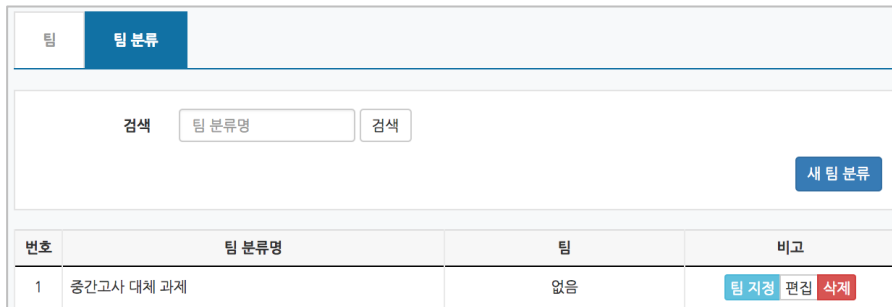 팀 팀 분류
검색 팀 분류명 검색
새 팀 분류
번호 팀 분류명 팀 비고
1 중간고사 대체 과제 없음 팀 지정 편집 삭제